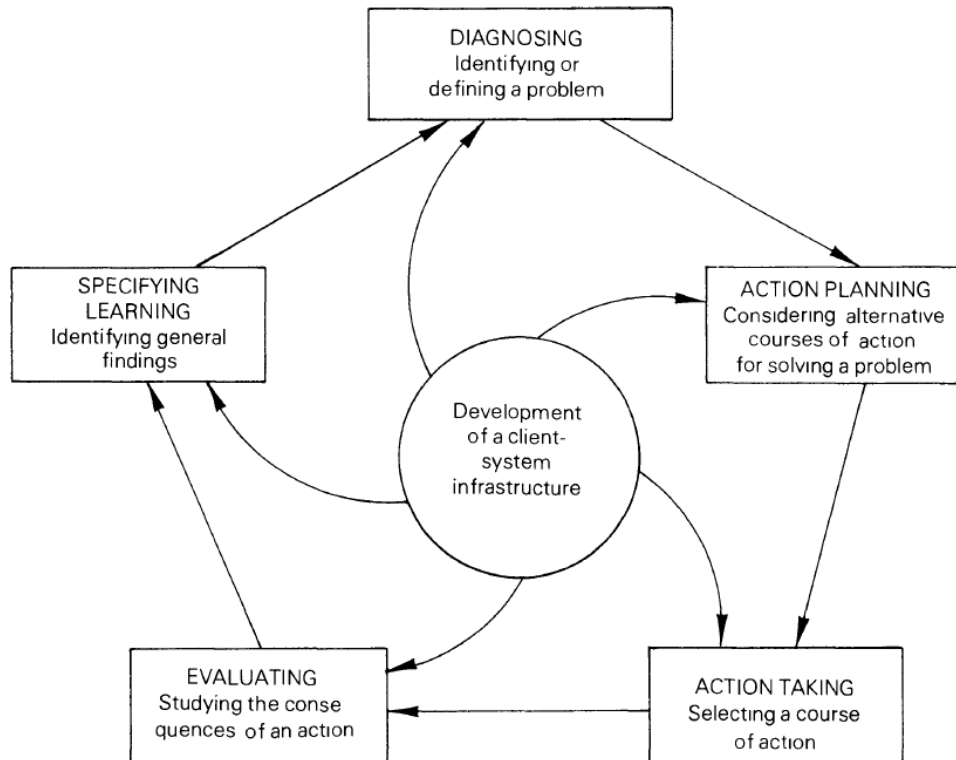 DIAGNOSING
Identifying or
defining a problem
SPECIFYING
LEARNING
Identifying general
findings
ACTION PLANNING
Considering alternative
courses of action
for solving a problem
Development
of a client-
system
infrastructure
EVALUATING
Studying the conse
quences of an action
ACTION TAKING
Selecting a course
of action